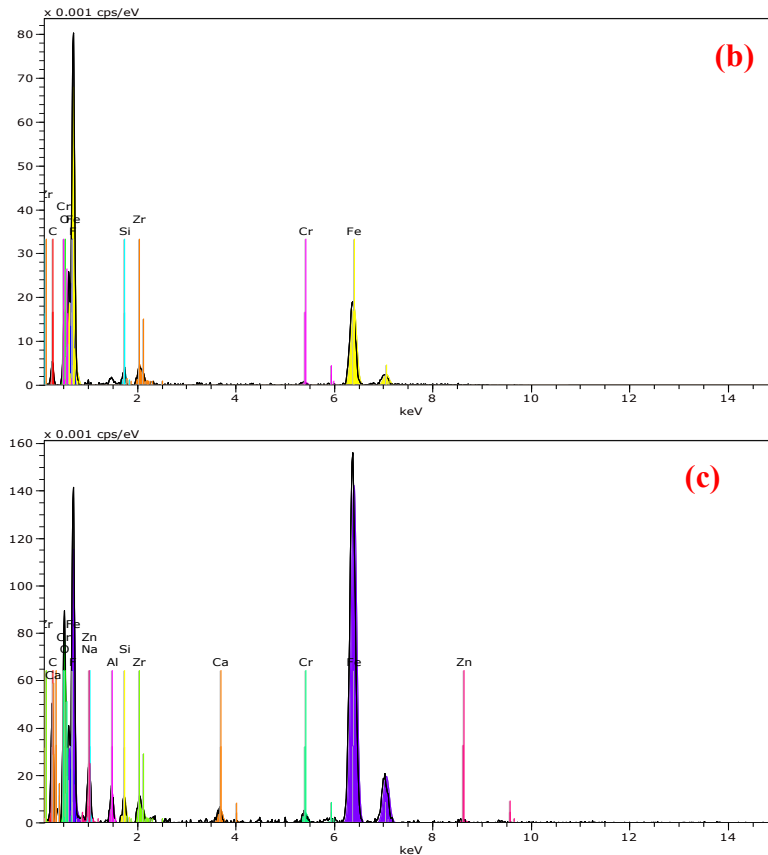 x 0.001 cps/eV
(b)
80
70
60
50
40
30
20
10
0
Zr
Cr
O Fe
C F Si Zr Cr Fe
2 4 6 8 10 12 14
keV
x 0.001 cps/eV
(c)
160
140
120
100
80
60
40
20
0
Zr Fe
Cr Zn Si
O Na
C F Al Zr Ca Cr Fe Zn
Ca
2 4 6 8 10 12 14
keV